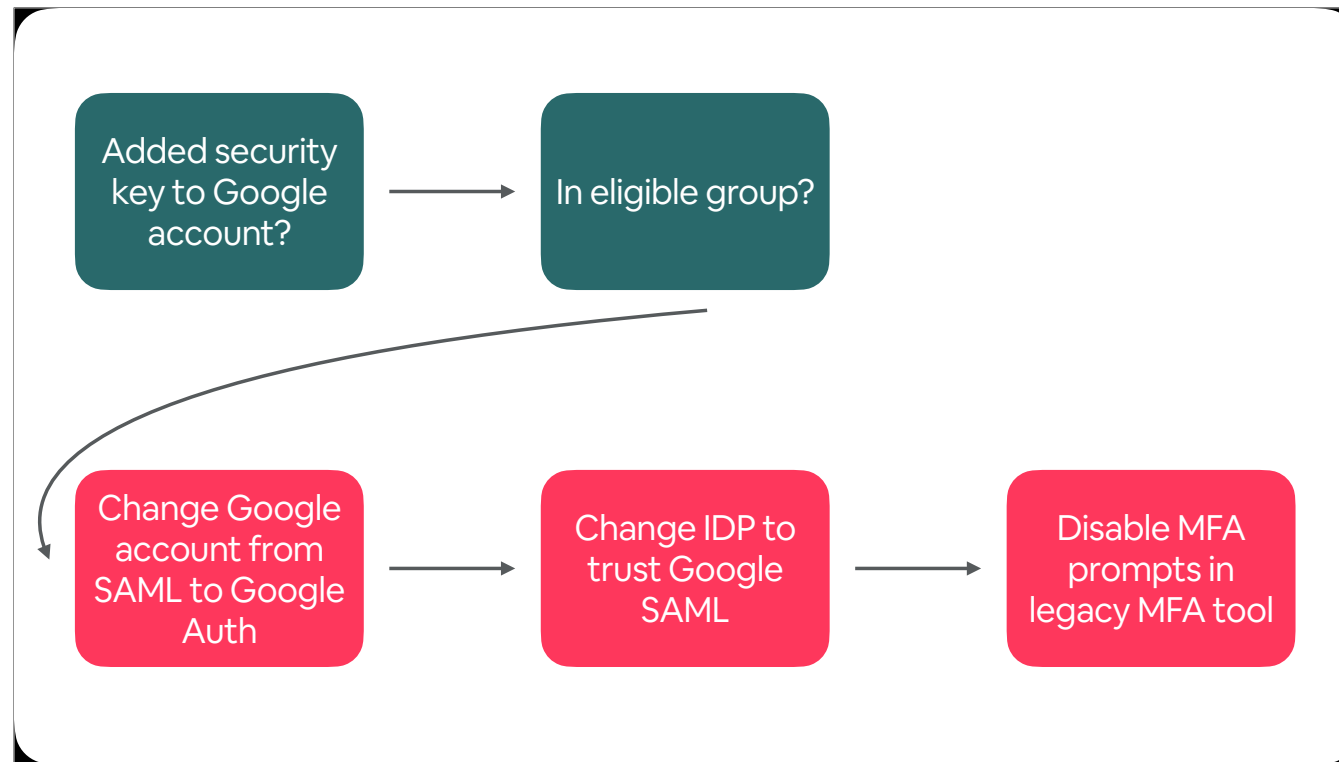 Added security
key to Google
account?
In eligible group?
Change Google
account from
SAML to Google
Auth
Change IDP to
trust Google
SAML
Disable MFA
prompts in
legacy MFA tool